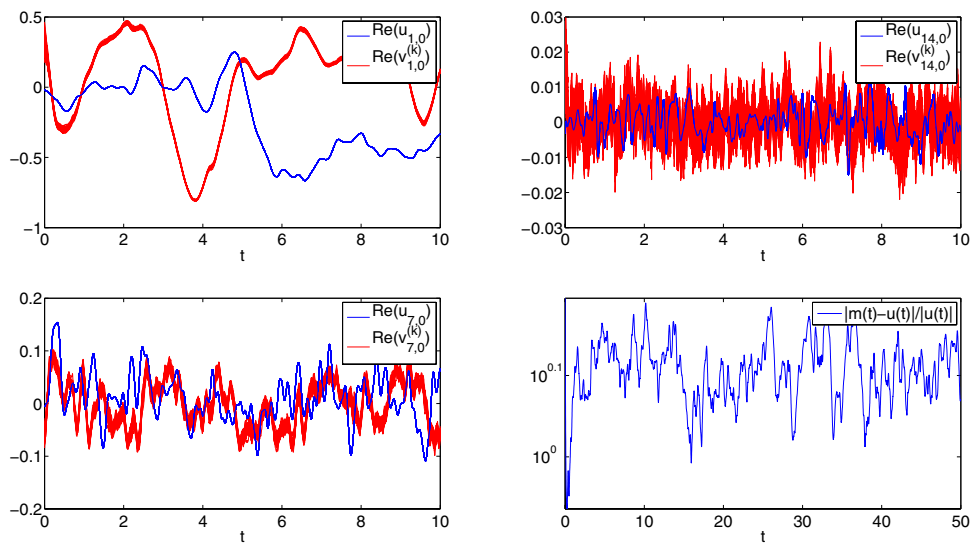 0.5
0
−0.5
−1
0 2 4 6 8 10
t
Re(u1,0)
Re(v(k)1,0)
0.03
0.02
0.01
0
−0.01
−0.02
−0.03
0 2 4 6 8 10
t
Re(u14,0)
Re(v(k)14,0)
0.2
0.1
0
−0.1
−0.2
0 2 4 6 8 10
t
Re(u7,0)
Re(v(k)7,0)
10^0.1
10^0
0 10 20 30 40 50
t
|m(t)−u(t)|/|u(t)|